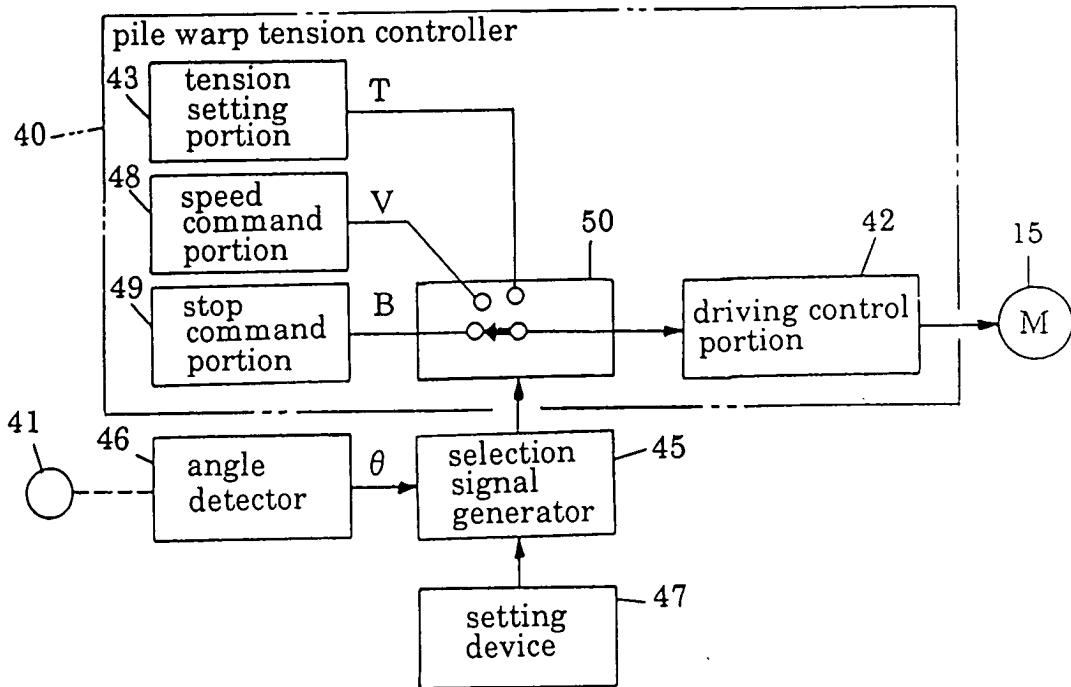 pile warp tension controller
43
tension
setting
portion
T
40
48
speed
command
portion
V
50
42
15
49
stop
command
portion
B
driving control
portion
M
41
46
angle
detector
θ
selection
signal
generator
45
setting
device
47